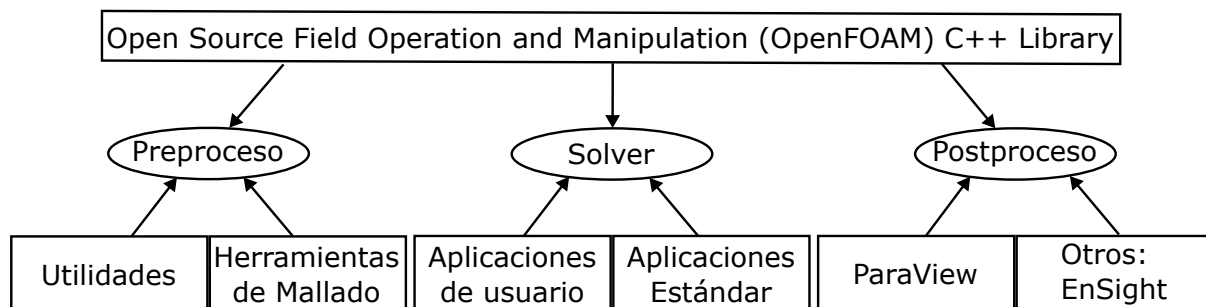 Open Source Field Operation and Manipulation (OpenFOAM) C++ Library
Preproceso
Solver
Postproceso
Utilidades
Herramientas
de Mallado
Aplicaciones
de usuario
Aplicaciones
Estándar
ParaView
Otros:
EnSight